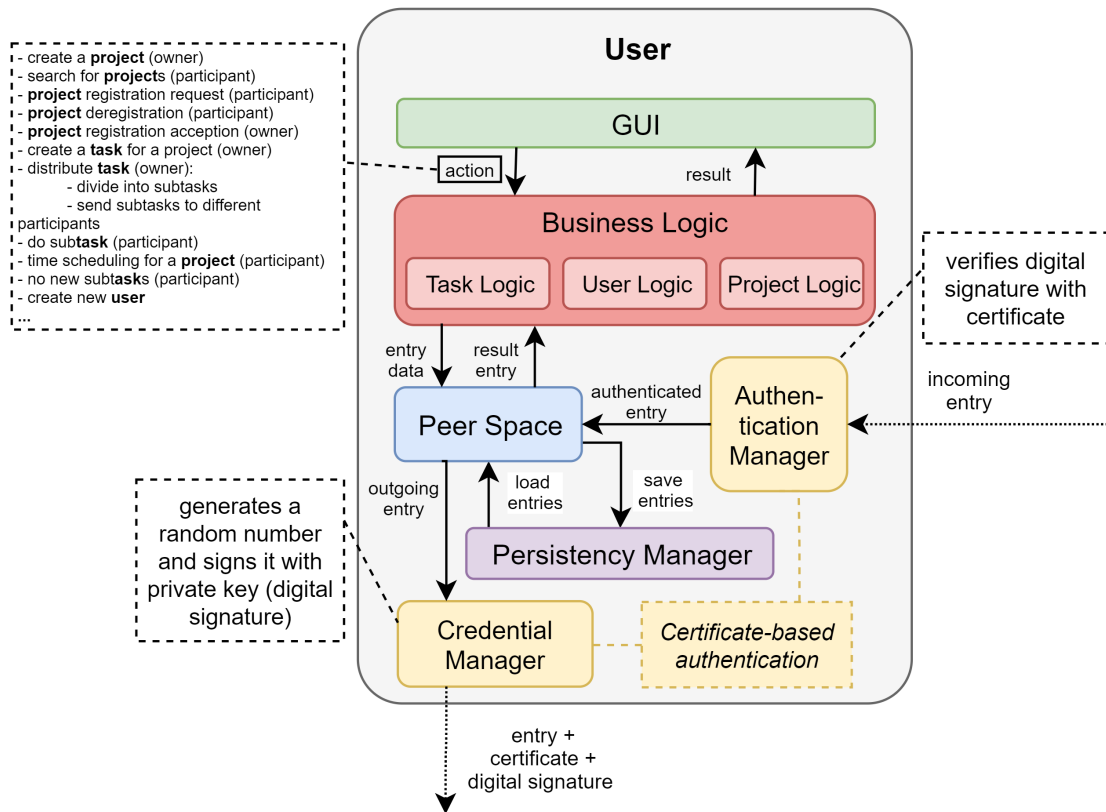 User
- create a project (owner)
- search for projects (participant)
- project registration request (participant)
- project deregistration (participant)
- project registration acception (owner)
- create a task for a project (owner)
- distribute task (owner):
- divide into subtasks
- send subtasks to different
participants
- do subtask (participant)
- time scheduling for a project (participant)
- no new subtasks (participant)
- create new user
...
GUI
action
result
Business Logic
Task Logic
User Logic
Project Logic
verifies digital
signature with
certificate
entry
data
result
entry
authenticated
entry
incoming
entry
Peer Space
Authen-
tication
Manager
outgoing
entry
load
entries
save
entries
generates a
random number
and signs it with
private key (digital
signature)
Persistency Manager
Credential
Manager
Certificate-based
authentication
entry +
certificate +
digital signature